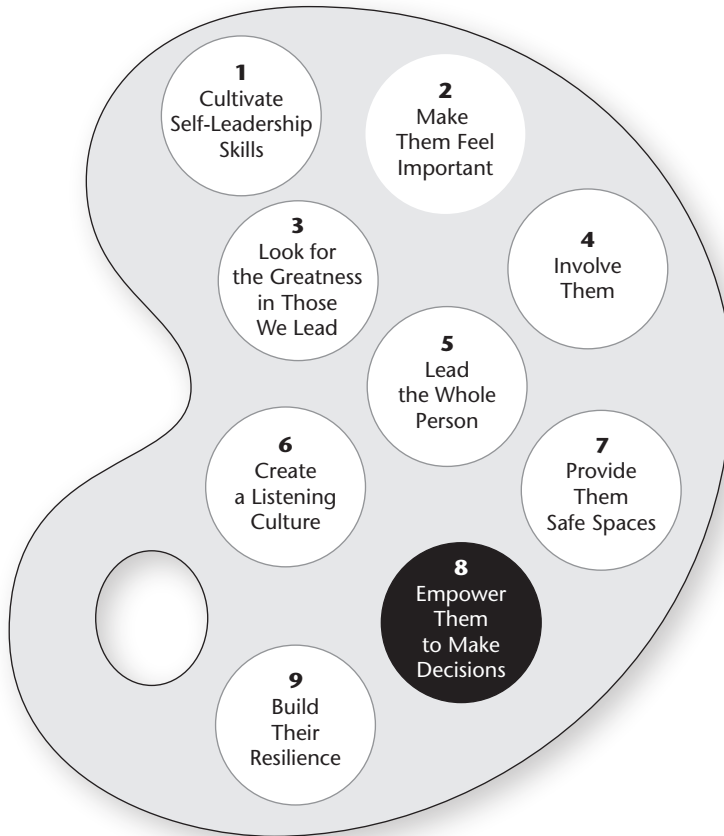 1
Cultivate
Self-Leadership
Skills
2
Make
Them Feel
Important
3
Look for
the Greatness
in Those
We Lead
4
Involve
Them
5
Lead
the Whole
Person
6
Create
a Listening
Culture
7
Provide
Them
Safe Spaces
8
Empower
Them
to Make
Decisions
9
Build
Their
Resilience